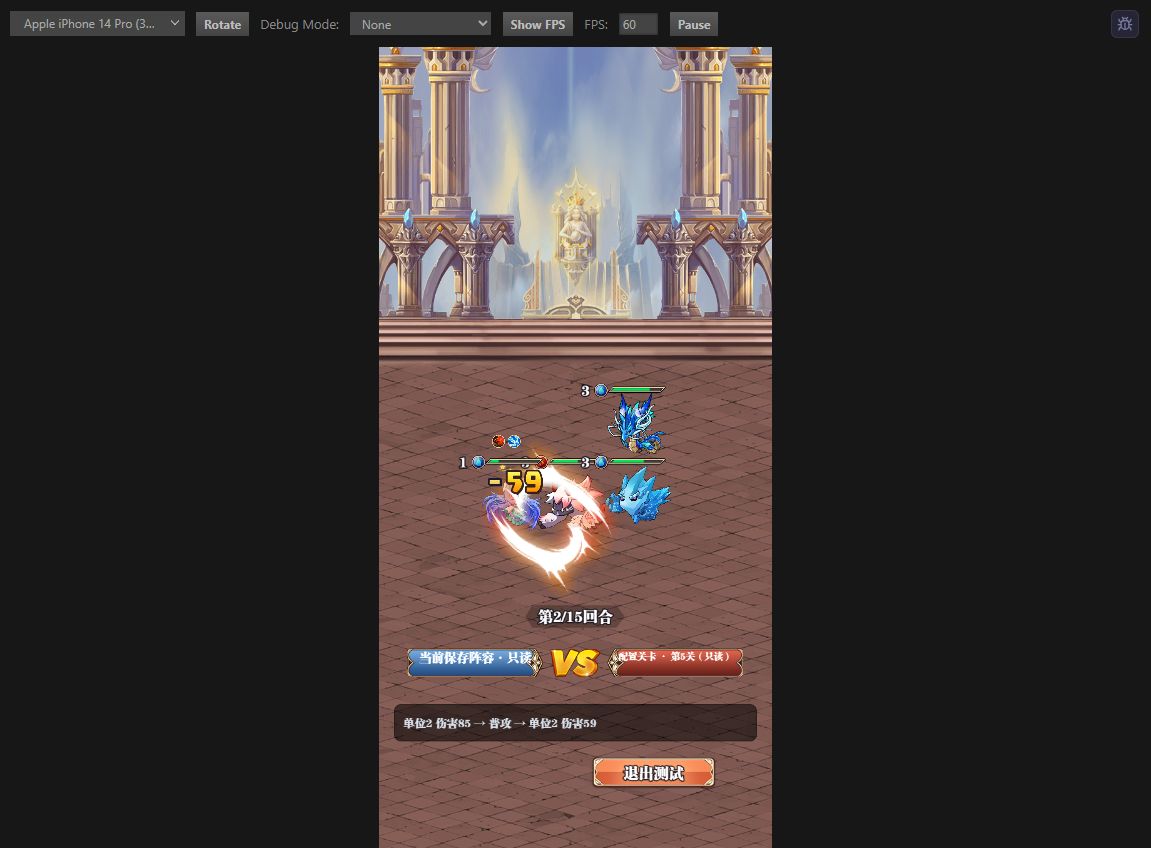 Apple iPhone 14 Pro (3... Rotate Debug Mode: None Show FPS FPS: 60 Pause
3
1 3
-59
第2/15回合
当前保存阵容·只读 VS 配置关卡 · 第5关（只读）
单位2 伤害85 → 普攻 → 单位2 伤害59
退出测试